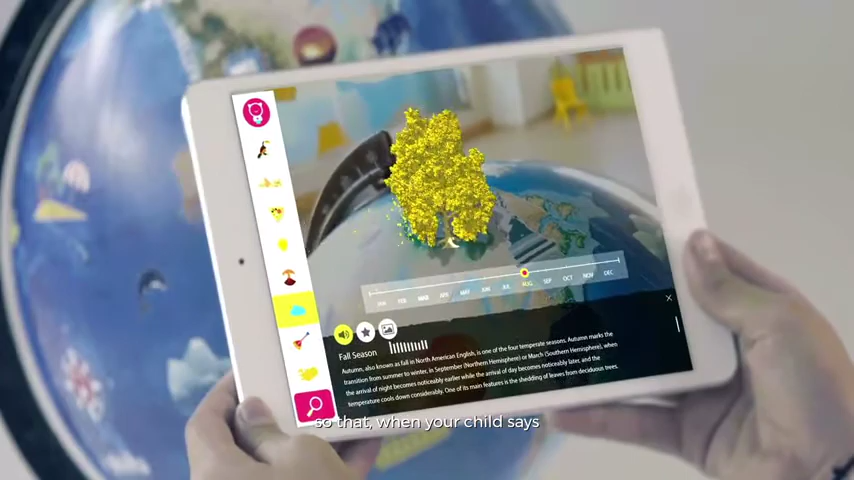 JAN FEB MAR APR MAY JUN JUL AUG SEP OCT NOV DEC
Fall Season
Autumn, also known as fall in North American English, is one of the four temperate seasons. Autumn marks the
transition from summer to winter, in September (Northern Hemisphere) or March (Southern Hemisphere), when
the arrival of night becomes noticeably earlier while the arrival of day becomes noticeably later, and the
temperature cools down considerably. One of its main features is the shedding of leaves from deciduous trees.
so that, when your child says